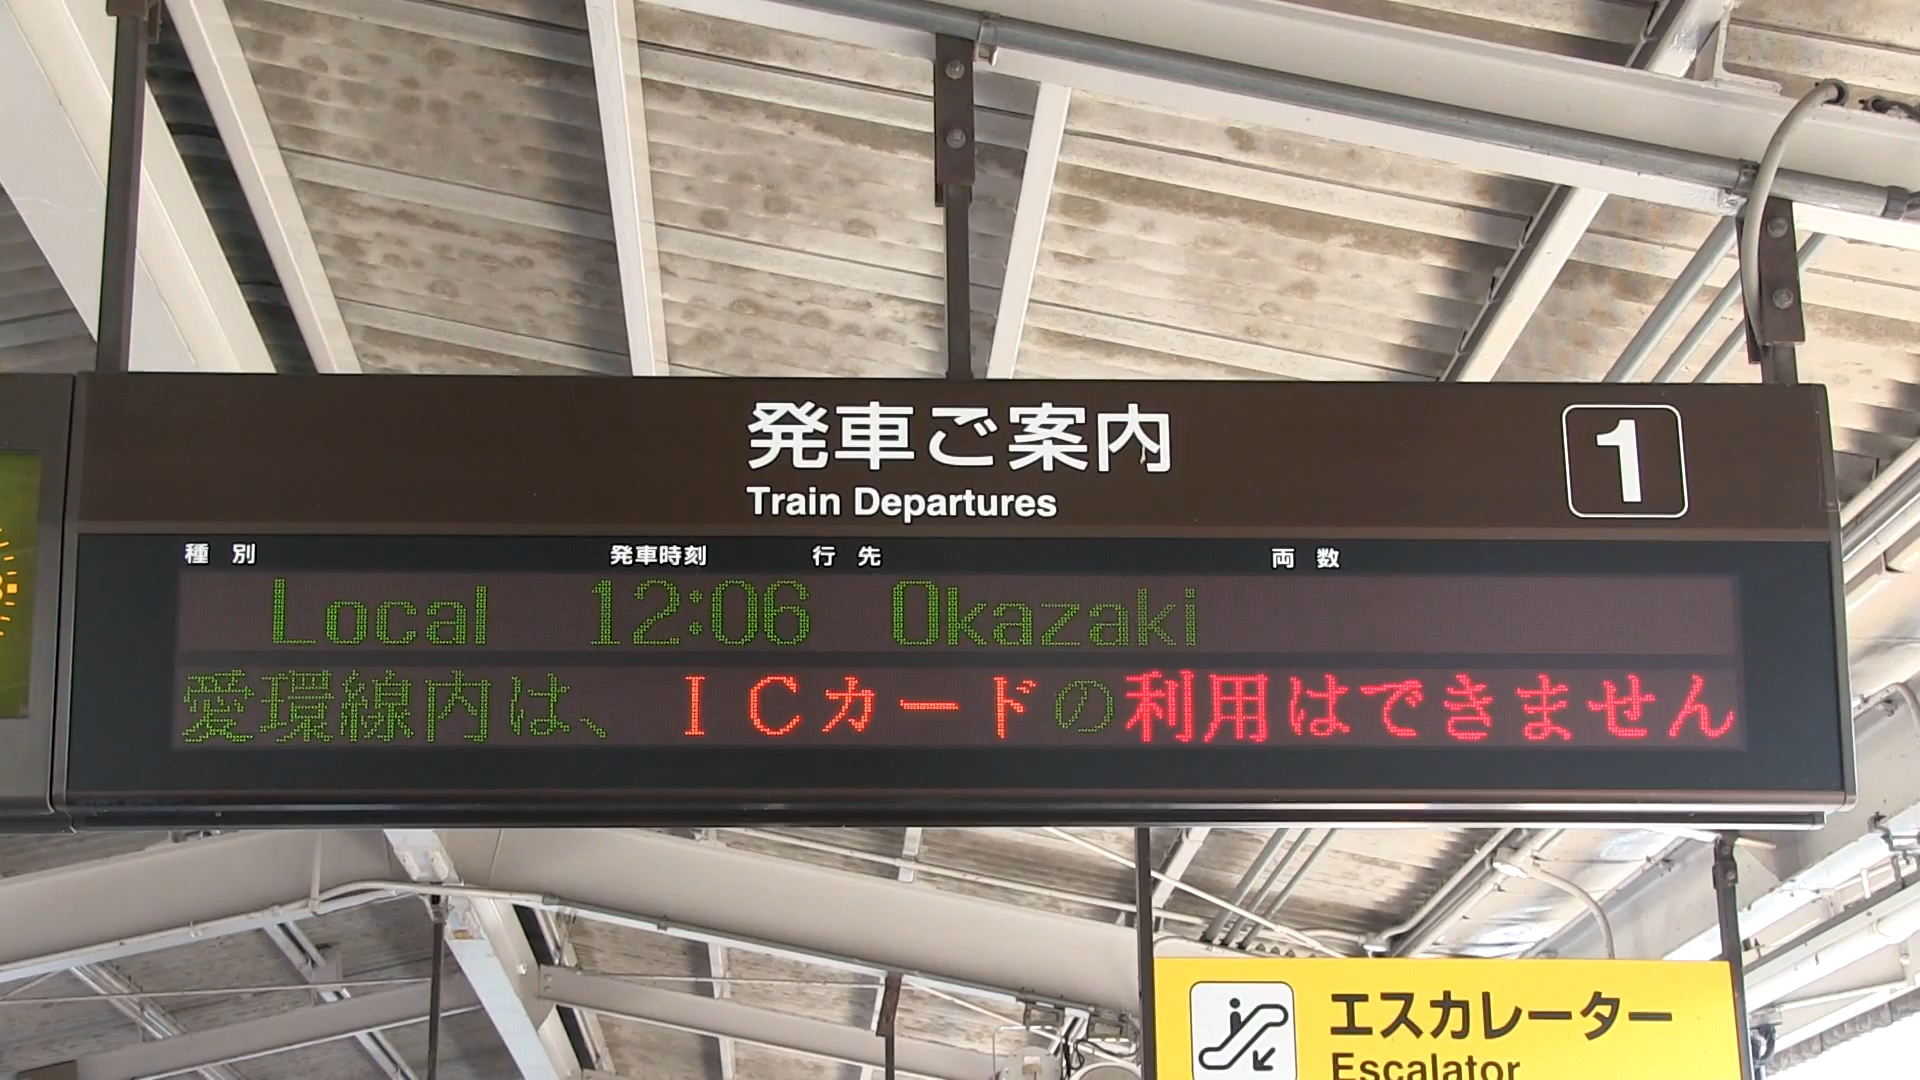 発車ご案内
Train Departures
1
種別 発車時刻 行先 両数
Local 12:06 Okazaki
愛環線内は、ＩＣカードの利用はできません
エスカレーター
Escalator